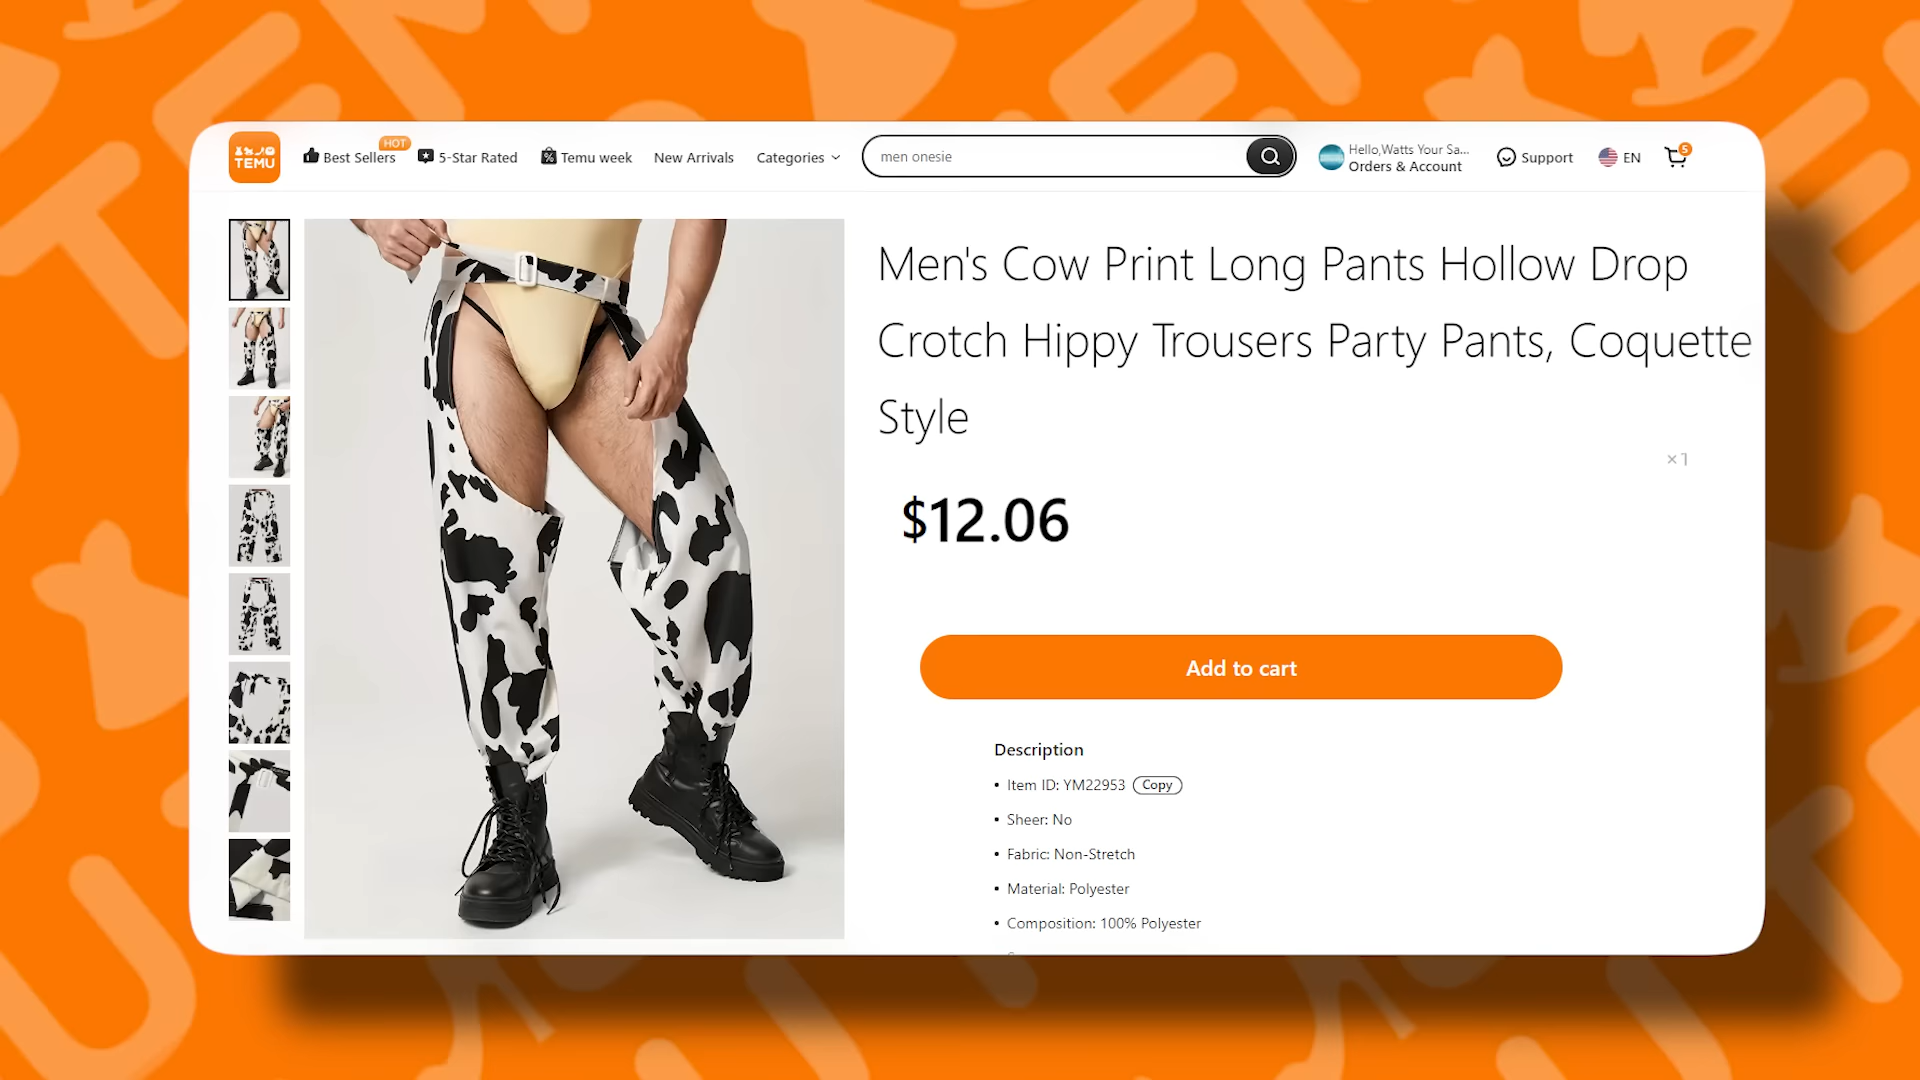 TEMU
Best Sellers
HOT
5-Star Rated
Temu week
New Arrivals
Categories
men onesie
Hello,Watts Your Sa...
Orders & Account
Support
EN
5
Men's Cow Print Long Pants Hollow Drop
Crotch Hippy Trousers Party Pants, Coquette
Style
×1
$12.06
Add to cart
Description
• Item ID: YM22953 Copy
• Sheer: No
• Fabric: Non-Stretch
• Material: Polyester
• Composition: 100% Polyester